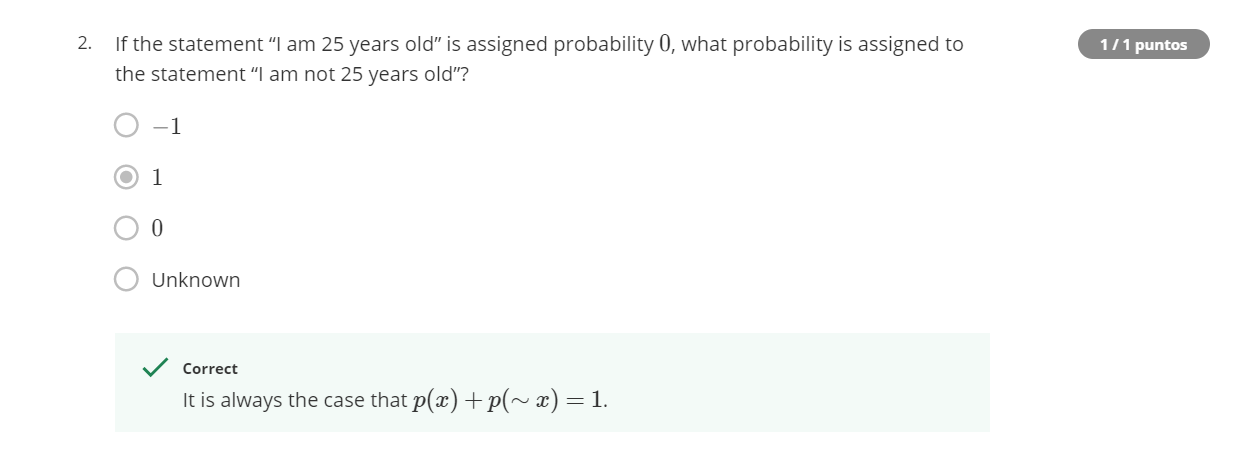 2. If the statement “I am 25 years old” is assigned probability 0, what probability is assigned to
the statement “I am not 25 years old”?
1 / 1 puntos
−1
1
0
Unknown
Correct
It is always the case that p(x) + p(∼ x) = 1.